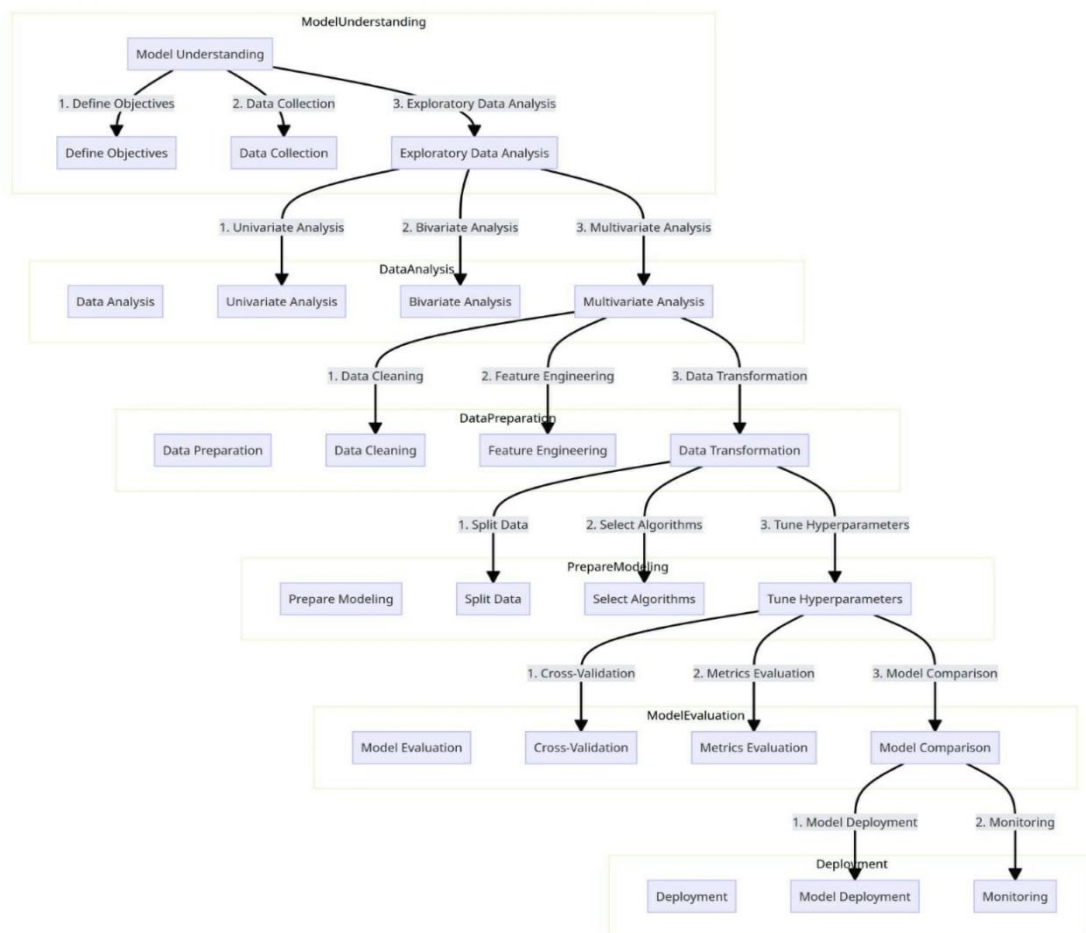 ModelUnderstanding
Model Understanding
1. Define Objectives
2. Data Collection
3. Exploratory Data Analysis
Define Objectives
Data Collection
Exploratory Data Analysis
1. Univariate Analysis
2. Bivariate Analysis
3. Multivariate Analysis
DataAnalysis
Data Analysis
Univariate Analysis
Bivariate Analysis
Multivariate Analysis
1. Data Cleaning
2. Feature Engineering
3. Data Transformation
DataPreparation
Data Preparation
Data Cleaning
Feature Engineering
Data Transformation
1. Split Data
2. Select Algorithms
3. Tune Hyperparameters
PrepareModeling
Prepare Modeling
Split Data
Select Algorithms
Tune Hyperparameters
1. Cross-Validation
2. Metrics Evaluation
3. Model Comparison
ModelEvaluation
Model Evaluation
Cross-Validation
Metrics Evaluation
Model Comparison
1. Model Deployment
2. Monitoring
Deployment
Deployment
Model Deployment
Monitoring